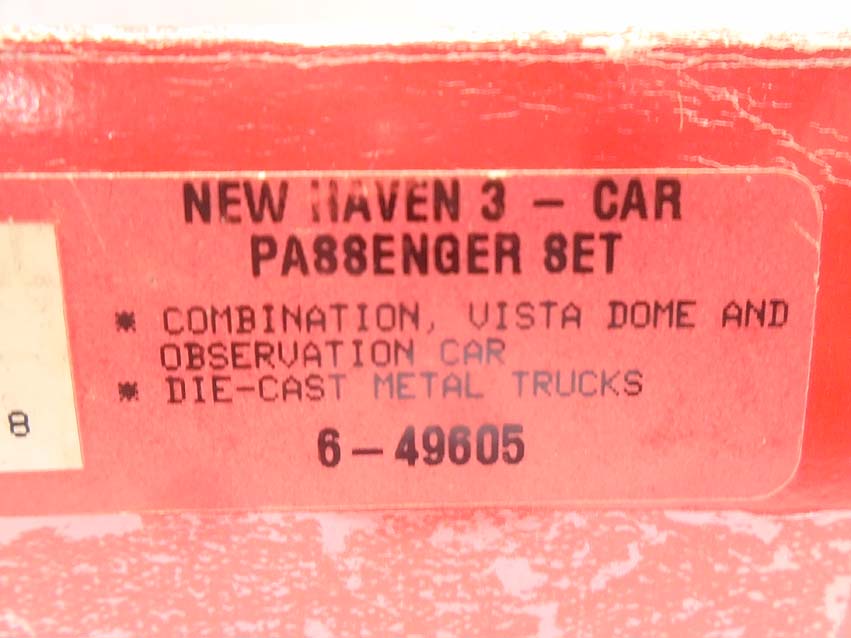 NEW HAVEN 3 - CAR
PASSENGER SET
* COMBINATION, VISTA DOME AND
OBSERVATION CAR
* DIE-CAST METAL TRUCKS
8
6-49605